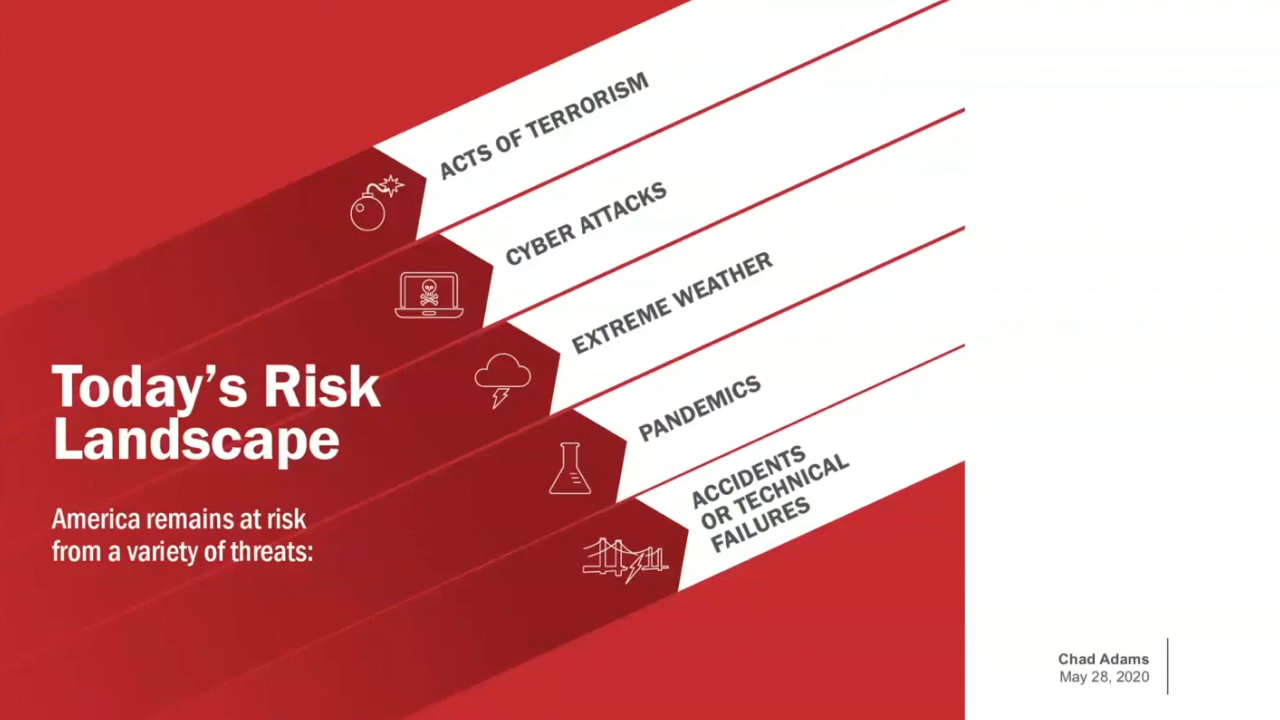 ACTS OF TERRORISM
CYBER ATTACKS
EXTREME WEATHER
PANDEMICS
ACCIDENTS
OR TECHNICAL
FAILURES
Today’s Risk
Landscape
America remains at risk
from a variety of threats:
Chad Adams
May 28, 2020